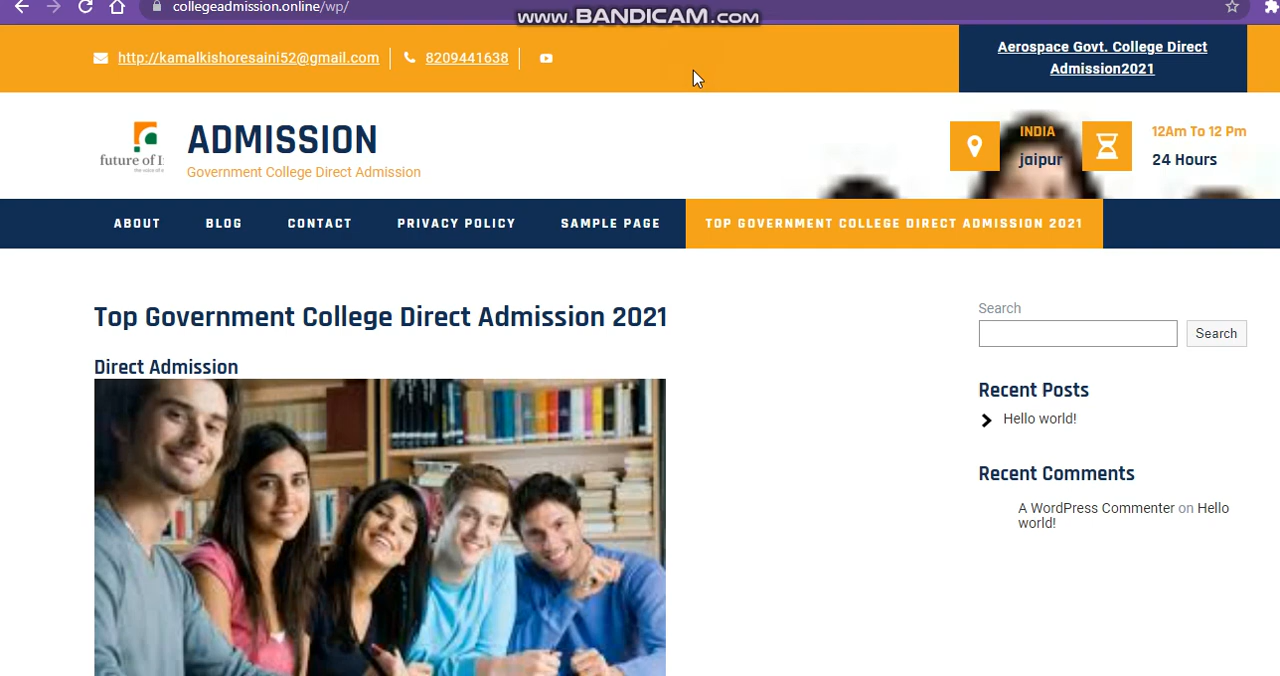 collegeadmission.online/wp/
www.BANDICAM.com
http://kamalkishoresaini52@gmail.com
8209441638
Aerospace Govt. College Direct
Admission2021
future of I
ADMISSION
Government College Direct Admission
INDIA
jaipur
12Am To 12 Pm
24 Hours
ABOUT
BLOG
CONTACT
PRIVACY POLICY
SAMPLE PAGE
TOP GOVERNMENT COLLEGE DIRECT ADMISSION 2021
Top Government College Direct Admission 2021
Direct Admission
Search
Search
Recent Posts
Hello world!
Recent Comments
A WordPress Commenter on Hello
world!